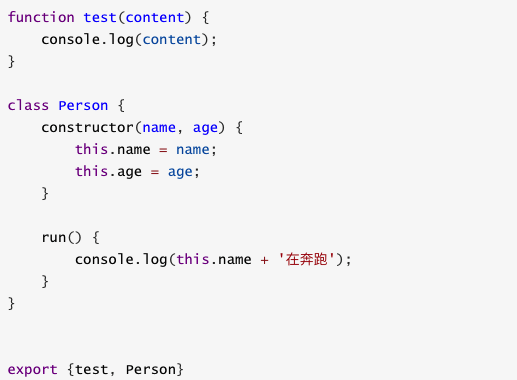 function test(content) {
    console.log(content);
}
class Person {
    constructor(name, age) {
        this.name = name;
        this.age = age;
    }
    run() {
        console.log(this.name + '在奔跑');
    }
}
export {test, Person}